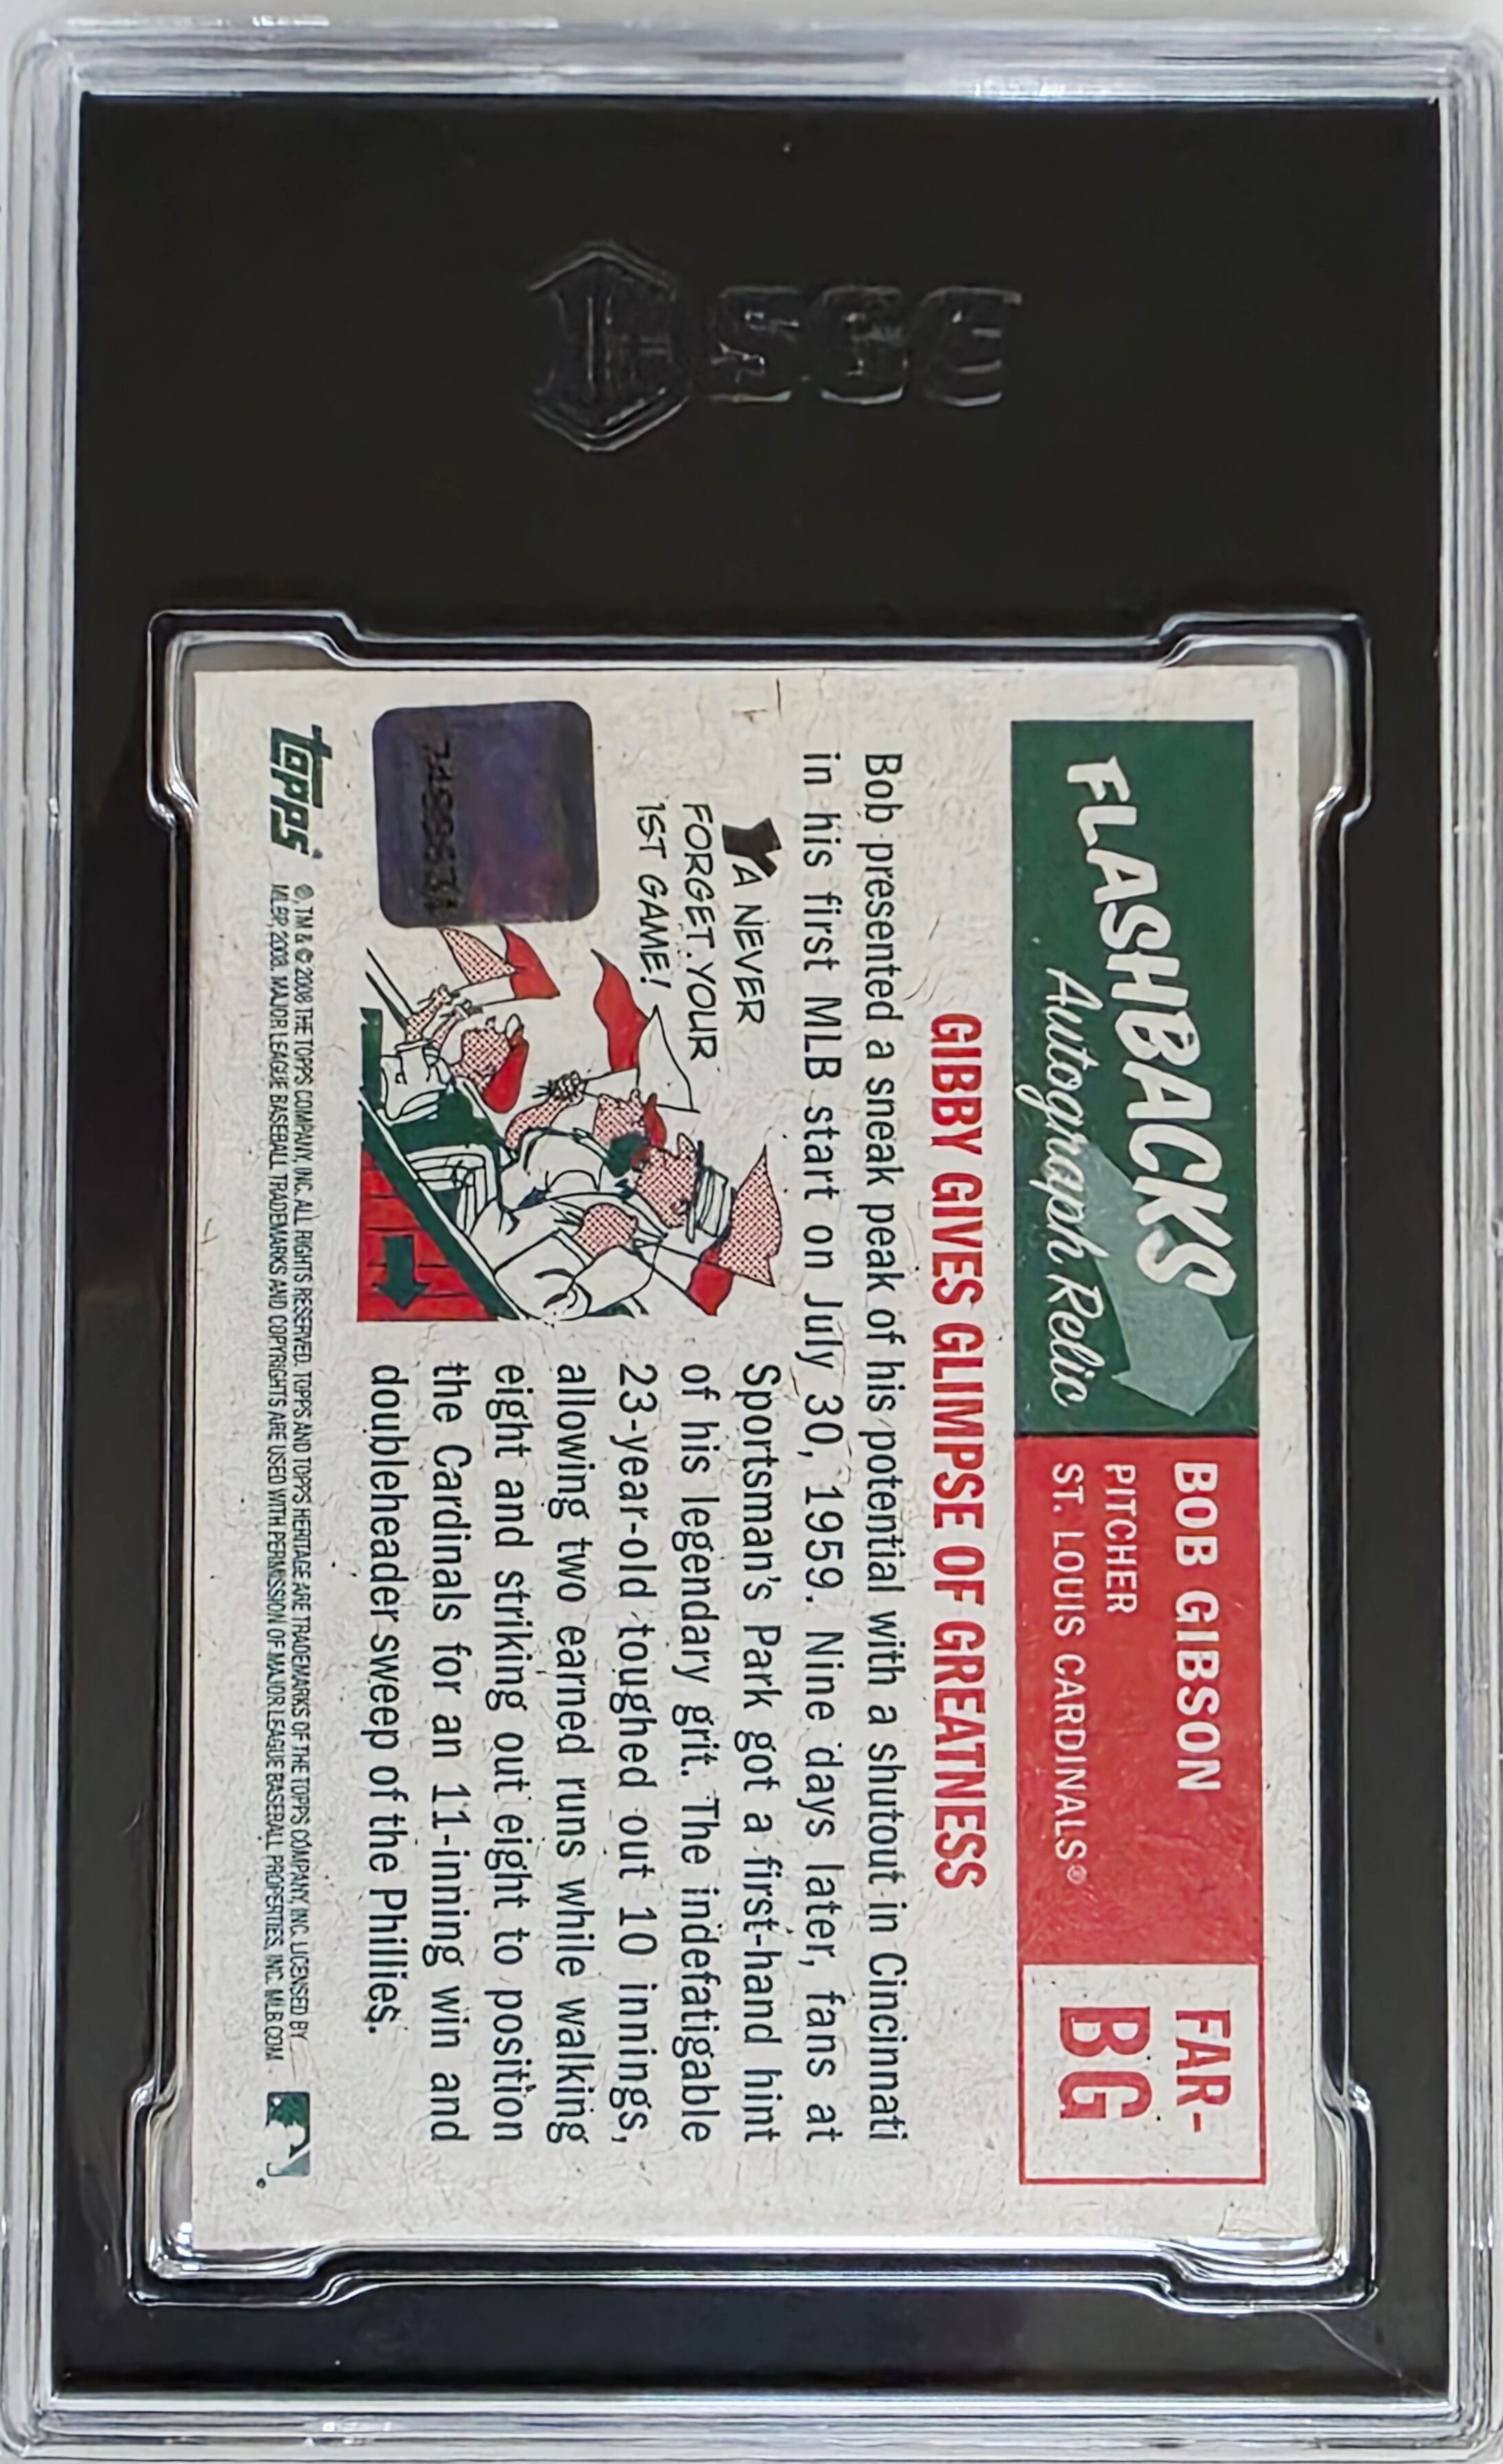 SGC
FLASHBACKS
Autograph Relic
BOB GIBSON
PITCHER
ST. LOUIS CARDINALS®
FAR-
BG
GIBBY GIVES GLIMPSE OF GREATNESS
Bob presented a sneak peak of his potential with a shutout in Cincinnati
in his first MLB start on July 30, 1959. Nine days later, fans at
Sportsman's Park got a first-hand hint
of his legendary grit. The indefatigable
23-year-old toughed out 10 innings,
allowing two earned runs while walking
eight and striking out eight to position
the Cardinals for an 11-inning win and
doubleheader sweep of the Phillies.
YA NEVER
FORGET YOUR
1ST GAME!
topps
®, TM & © 2008 THE TOPPS COMPANY, INC. ALL RIGHTS RESERVED. TOPPS AND TOPPS HERITAGE ARE TRADEMARKS OF THE TOPPS COMPANY, INC. LICENSED BY
MLBP, 2008. MAJOR LEAGUE BASEBALL TRADEMARKS AND COPYRIGHTS ARE USED WITH PERMISSION OF MAJOR LEAGUE BASEBALL PROPERTIES, INC. MLB.COM.